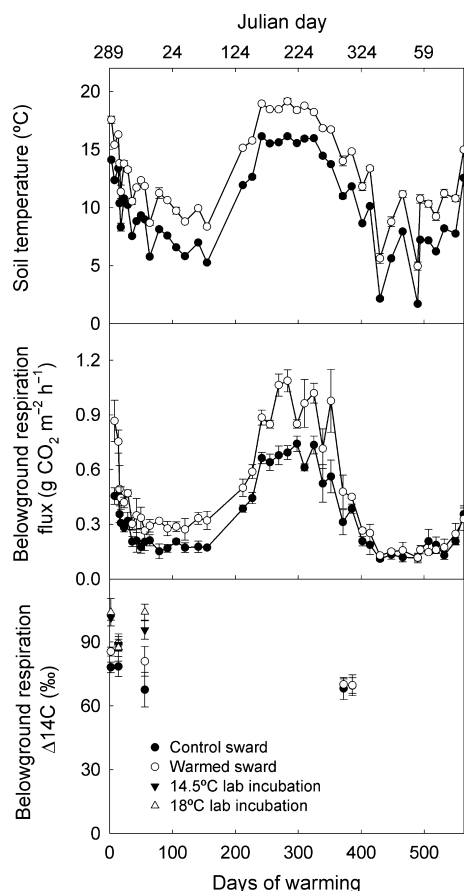 Julian day
289 24 124 224 324 59
20
15
10
5
0
Soil temperature (ºC)
1.2
0.9
0.6
0.3
0.0
Belowground respiration
flux (g CO2 m−2 h−1)
90
60
30
0
Belowground respiration
Δ14C (‰)
Control sward
Warmed sward
14.5ºC lab incubation
18ºC lab incubation
0 100 200 300 400 500
Days of warming